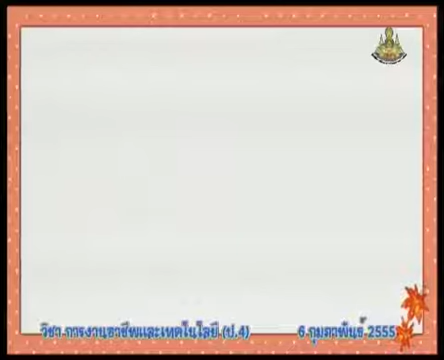 วิชา การงานอาชีพและเทคโนโลยี (ป.4) 6 กุมภาพันธ์ 2555